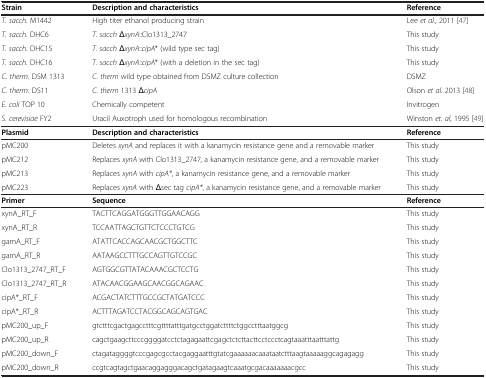 Strain Description and characteristics Reference
T. sacch. M1442 High titer ethanol producing strain Lee et al., 2011 [47]
T. sacch. DHC6 T. sacch ΔxynA::Clo1313_2747 This study
T. sacch. DHC15 T. sacch ΔxynA::cipA* (wild type sec tag) This study
T. sacch. DHC16 T. sacch ΔxynA::cipA* (with a deletion in the sec tag) This study
C. therm. DSM 1313 C. therm wild type obtained from DSMZ culture collection DSMZ
C. therm. DS11 C. therm 1313 ΔcipA Olson et al. 2013 [48]
E. coli TOP 10 Chemically competent Invitrogen
S. cerevisiae FY2 Uracil Auxotroph used for homologous recombination Winston et. al, 1995 [49]
Plasmid Description and characteristics Reference
pMC200 Deletes xynA and replaces it with a kanamycin resistance gene and a removable marker This study
pMC212 Replaces xynA with Clo1313_2747, a kanamycin resistance gene, and a removable marker This study
pMC213 Replaces xynA with cipA*, a kanamycin resistance gene, and a removable marker This study
pMC223 Replaces xynA with Δsec tag cipA*, a kanamycin resistance gene, and a removable marker This study
Primer Sequence Reference
xynA_RT_F TACTTCAGGATGGGTTGGAACAGG This study
xynA_RT_R TCCAATTAGCTGTTCTCCCTGTCG This study
gamA_RT_F ATATTCACCAGCAACGCTGGCTTC This study
gamA_RT_R AATAAGCCTTTGCCAGTTGTCCGC This study
Clo1313_2747_RT_F AGTGGCGTTATACAAACGCTCCTG This study
Clo1313_2747_RT_R ATACAACGGAAGCAACGGCAGAAC This study
cipA*_RT_F ACGACTATCTTTGCCGCTATGATCCC This study
cipA*_RT_R ACTTTAGATCCTACGGCAGCAGTGAC This study
pMC200_up_F gtctttcgactgagcctttcgttttatttgatgcctggatcttttctggcctttaatggcg This study
pMC200_up_R cagctgaagcttcccggggatcctctagagaattcgagctctcttacttcctccctcagtaaatttaatttattg This study
pMC200_down_F ctagataggggtcccgagcgcctacgaggaatttgtatcgaaaaaacaaataatctttaagtaaaaaggcagagagg This study
pMC200_down_R ccgtcagtagctgaacaggagggacagctgatagaagtcaaatgcgacaaaaaaacgcc This study